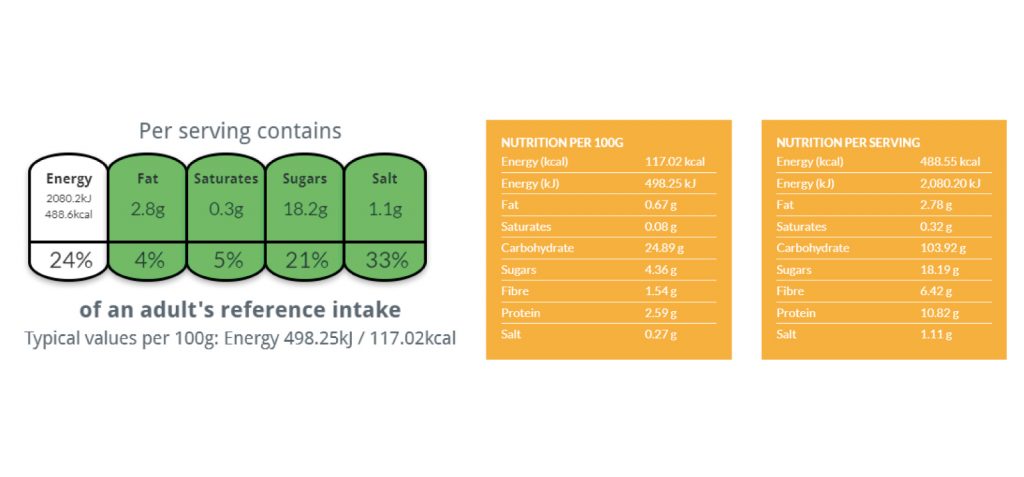 Per serving contains
Energy Fat Saturates Sugars Salt
2080.2kJ
488.6kcal
2.8g 0.3g 18.2g 1.1g
24% 4% 5% 21% 33%
of an adult's reference intake
Typical values per 100g: Energy 498.25kJ / 117.02kcal
NUTRITION PER 100G
Energy (kcal) 117.02 kcal
Energy (kJ) 498.25 kJ
Fat 0.67 g
Saturates 0.08 g
Carbohydrate 24.89 g
Sugars 4.36 g
Fibre 1.54 g
Protein 2.59 g
Salt 0.27 g
NUTRITION PER SERVING
Energy (kcal) 488.55 kcal
Energy (kJ) 2,080.20 kJ
Fat 2.78 g
Saturates 0.32 g
Carbohydrate 103.92 g
Sugars 18.19 g
Fibre 6.42 g
Protein 10.82 g
Salt 1.11 g